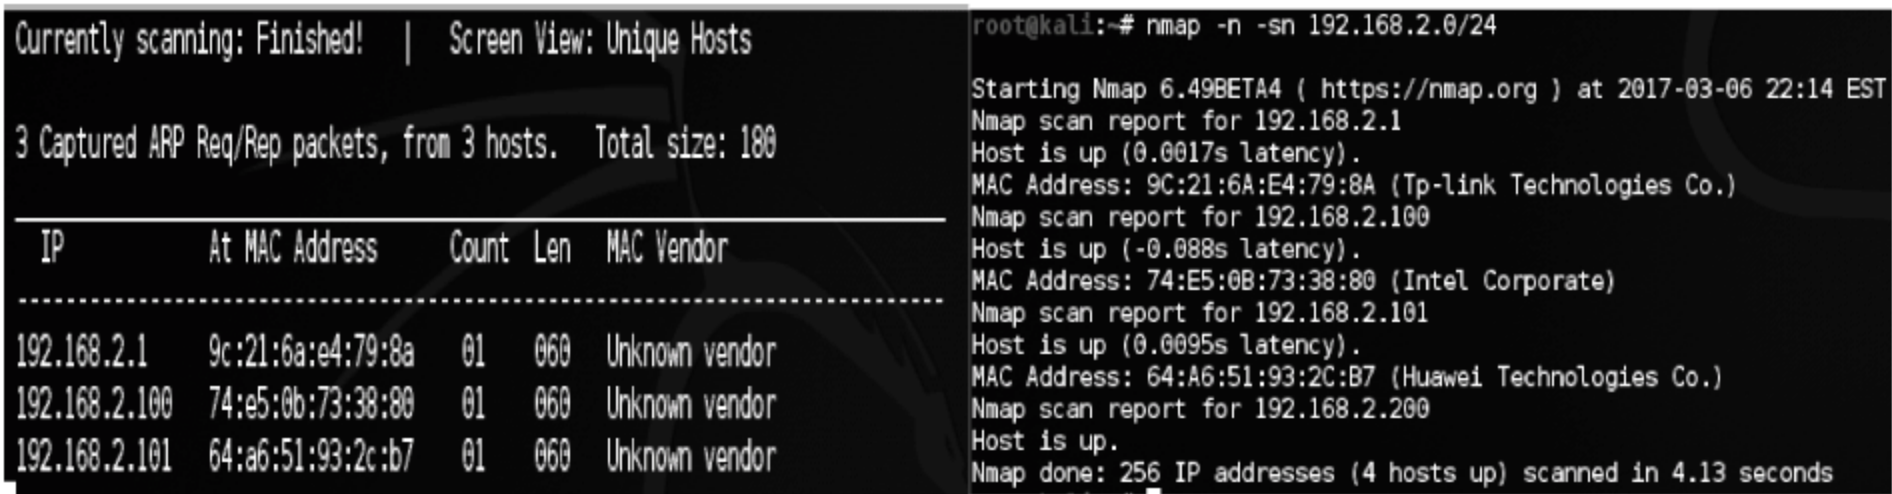 Currently scanning: Finished!   |   Screen View: Unique Hosts
3 Captured ARP Req/Rep packets, from 3 hosts.   Total size: 180
IP            At MAC Address     Count  Len   MAC Vendor
-----------------------------------------------------------------------------
192.168.2.1     9c:21:6a:e4:79:8a    01    060   Unknown vendor
192.168.2.100   74:e5:0b:73:38:80    01    060   Unknown vendor
192.168.2.101   64:a6:51:93:2c:b7    01    060   Unknown vendor
root@kali:~# nmap -n -sn 192.168.2.0/24
Starting Nmap 6.49BETA4 ( https://nmap.org ) at 2017-03-06 22:14 EST
Nmap scan report for 192.168.2.1
Host is up (0.0017s latency).
MAC Address: 9C:21:6A:E4:79:8A (Tp-link Technologies Co.)
Nmap scan report for 192.168.2.100
Host is up (-0.088s latency).
MAC Address: 74:E5:0B:73:38:80 (Intel Corporate)
Nmap scan report for 192.168.2.101
Host is up (0.0095s latency).
MAC Address: 64:A6:51:93:2C:B7 (Huawei Technologies Co.)
Nmap scan report for 192.168.2.200
Host is up.
Nmap done: 256 IP addresses (4 hosts up) scanned in 4.13 seconds